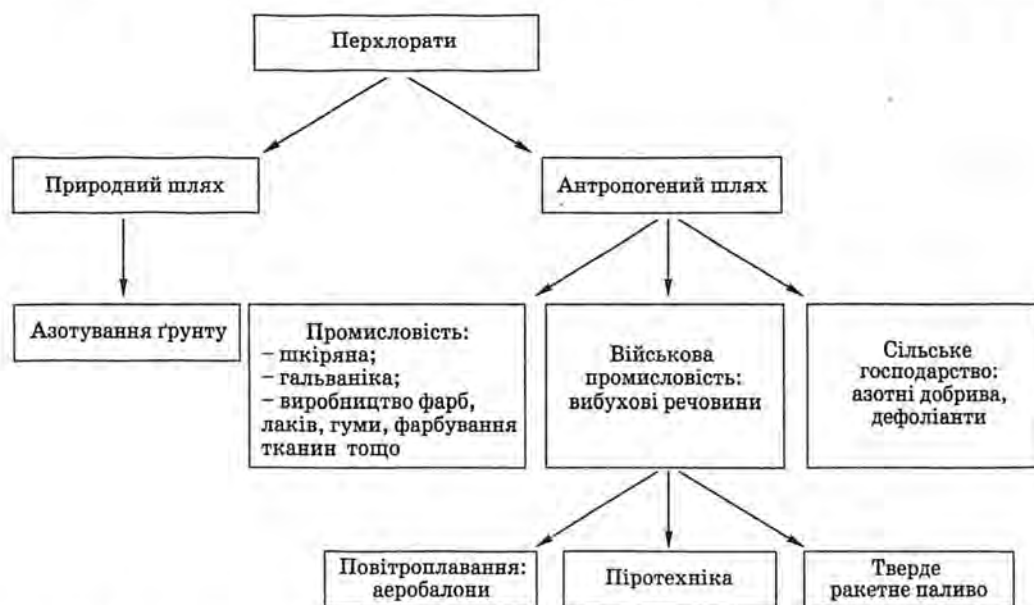 Перхлорати
Природний шлях
Антропогений шлях
Азотування ґрунту
Промисловість:
– шкіряна;
– гальваніка;
– виробництво фарб,
лаків, гуми, фарбування
тканин тощо
Військова
промисловість:
вибухові речовини
Сільське
господарство:
азотні добрива,
дефоліанти
Повітроплавання:
аеробалони
Піротехніка
Тверде
ракетне паливо